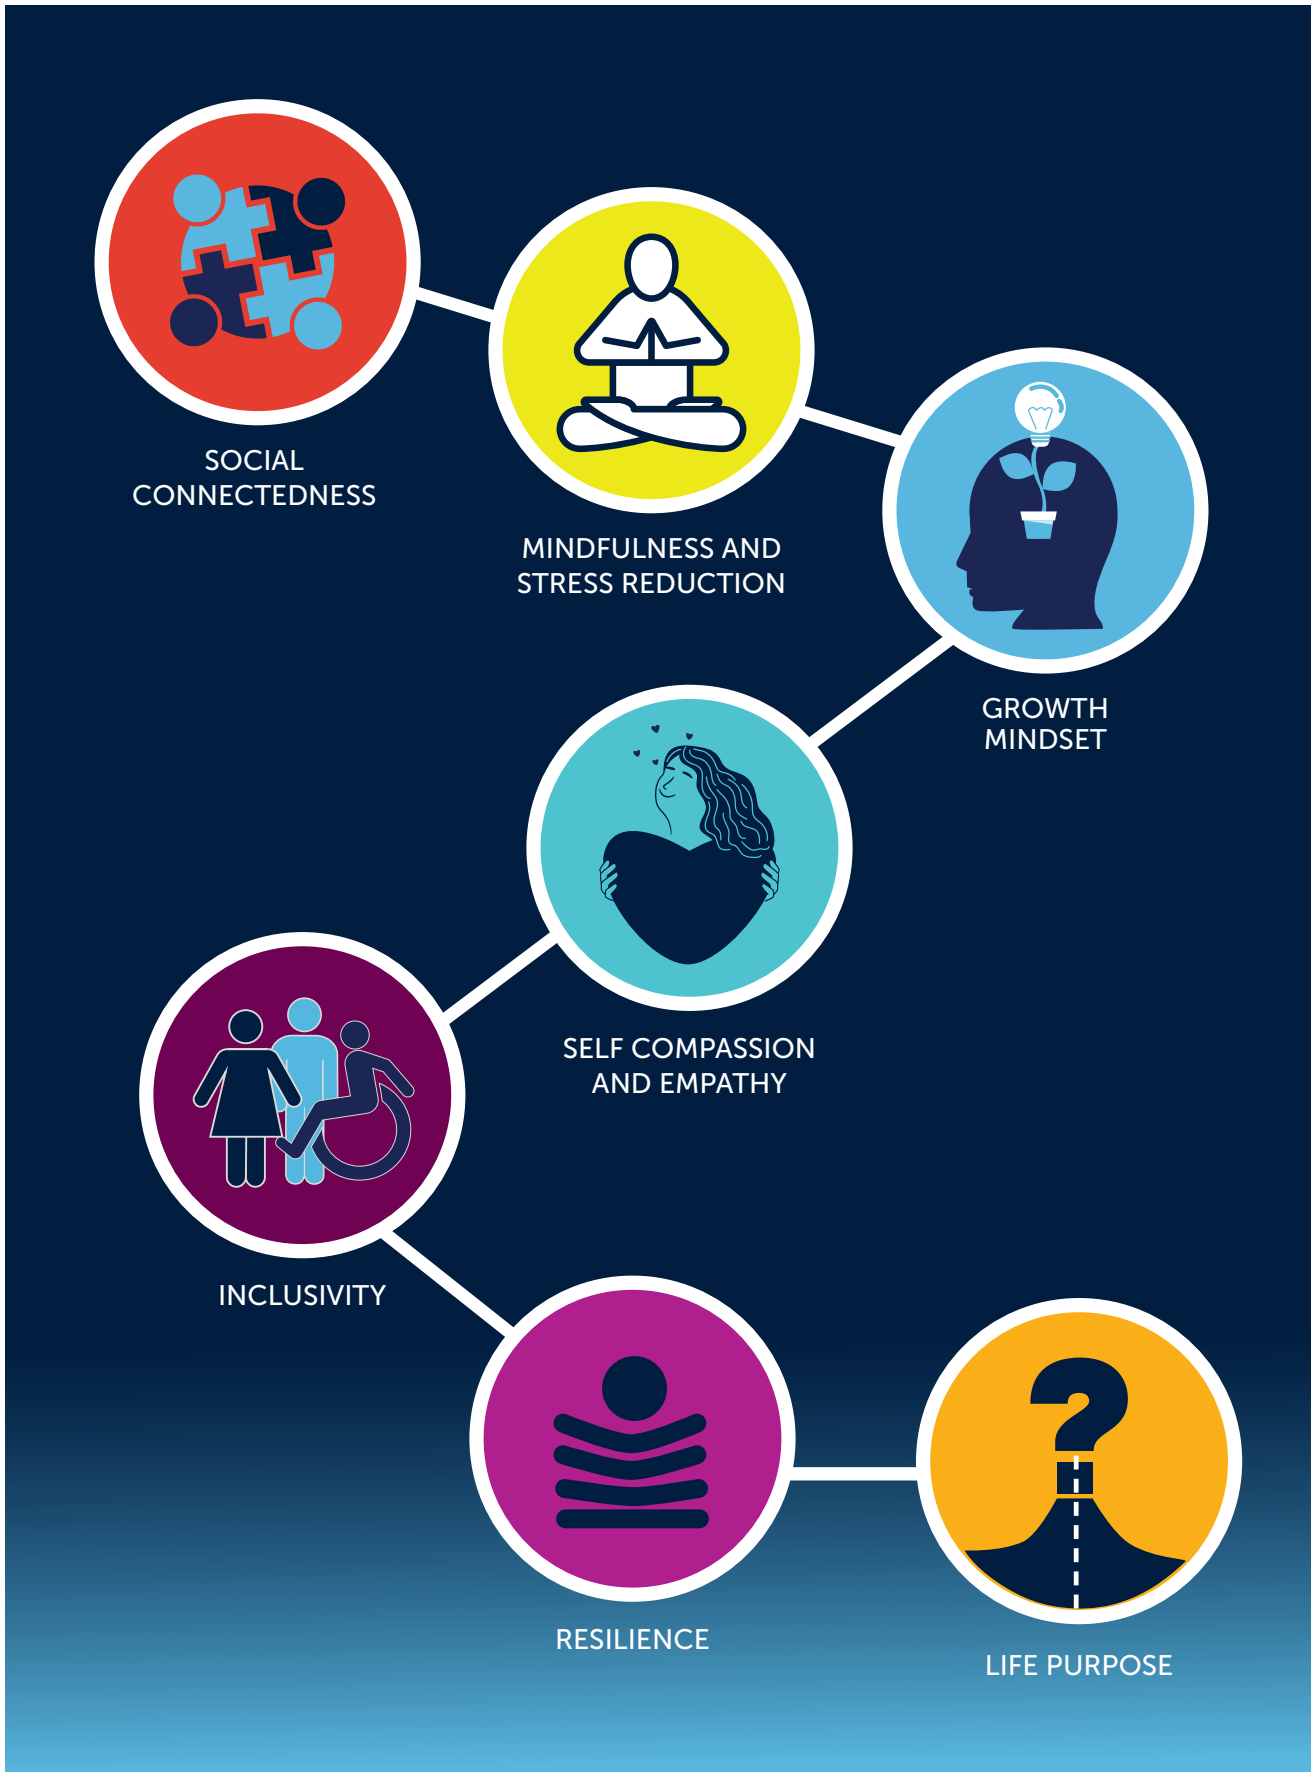 SOCIAL
CONNECTEDNESS
MINDFULNESS AND
STRESS REDUCTION
GROWTH
MINDSET
SELF COMPASSION
AND EMPATHY
INCLUSIVITY
RESILIENCE
LIFE PURPOSE